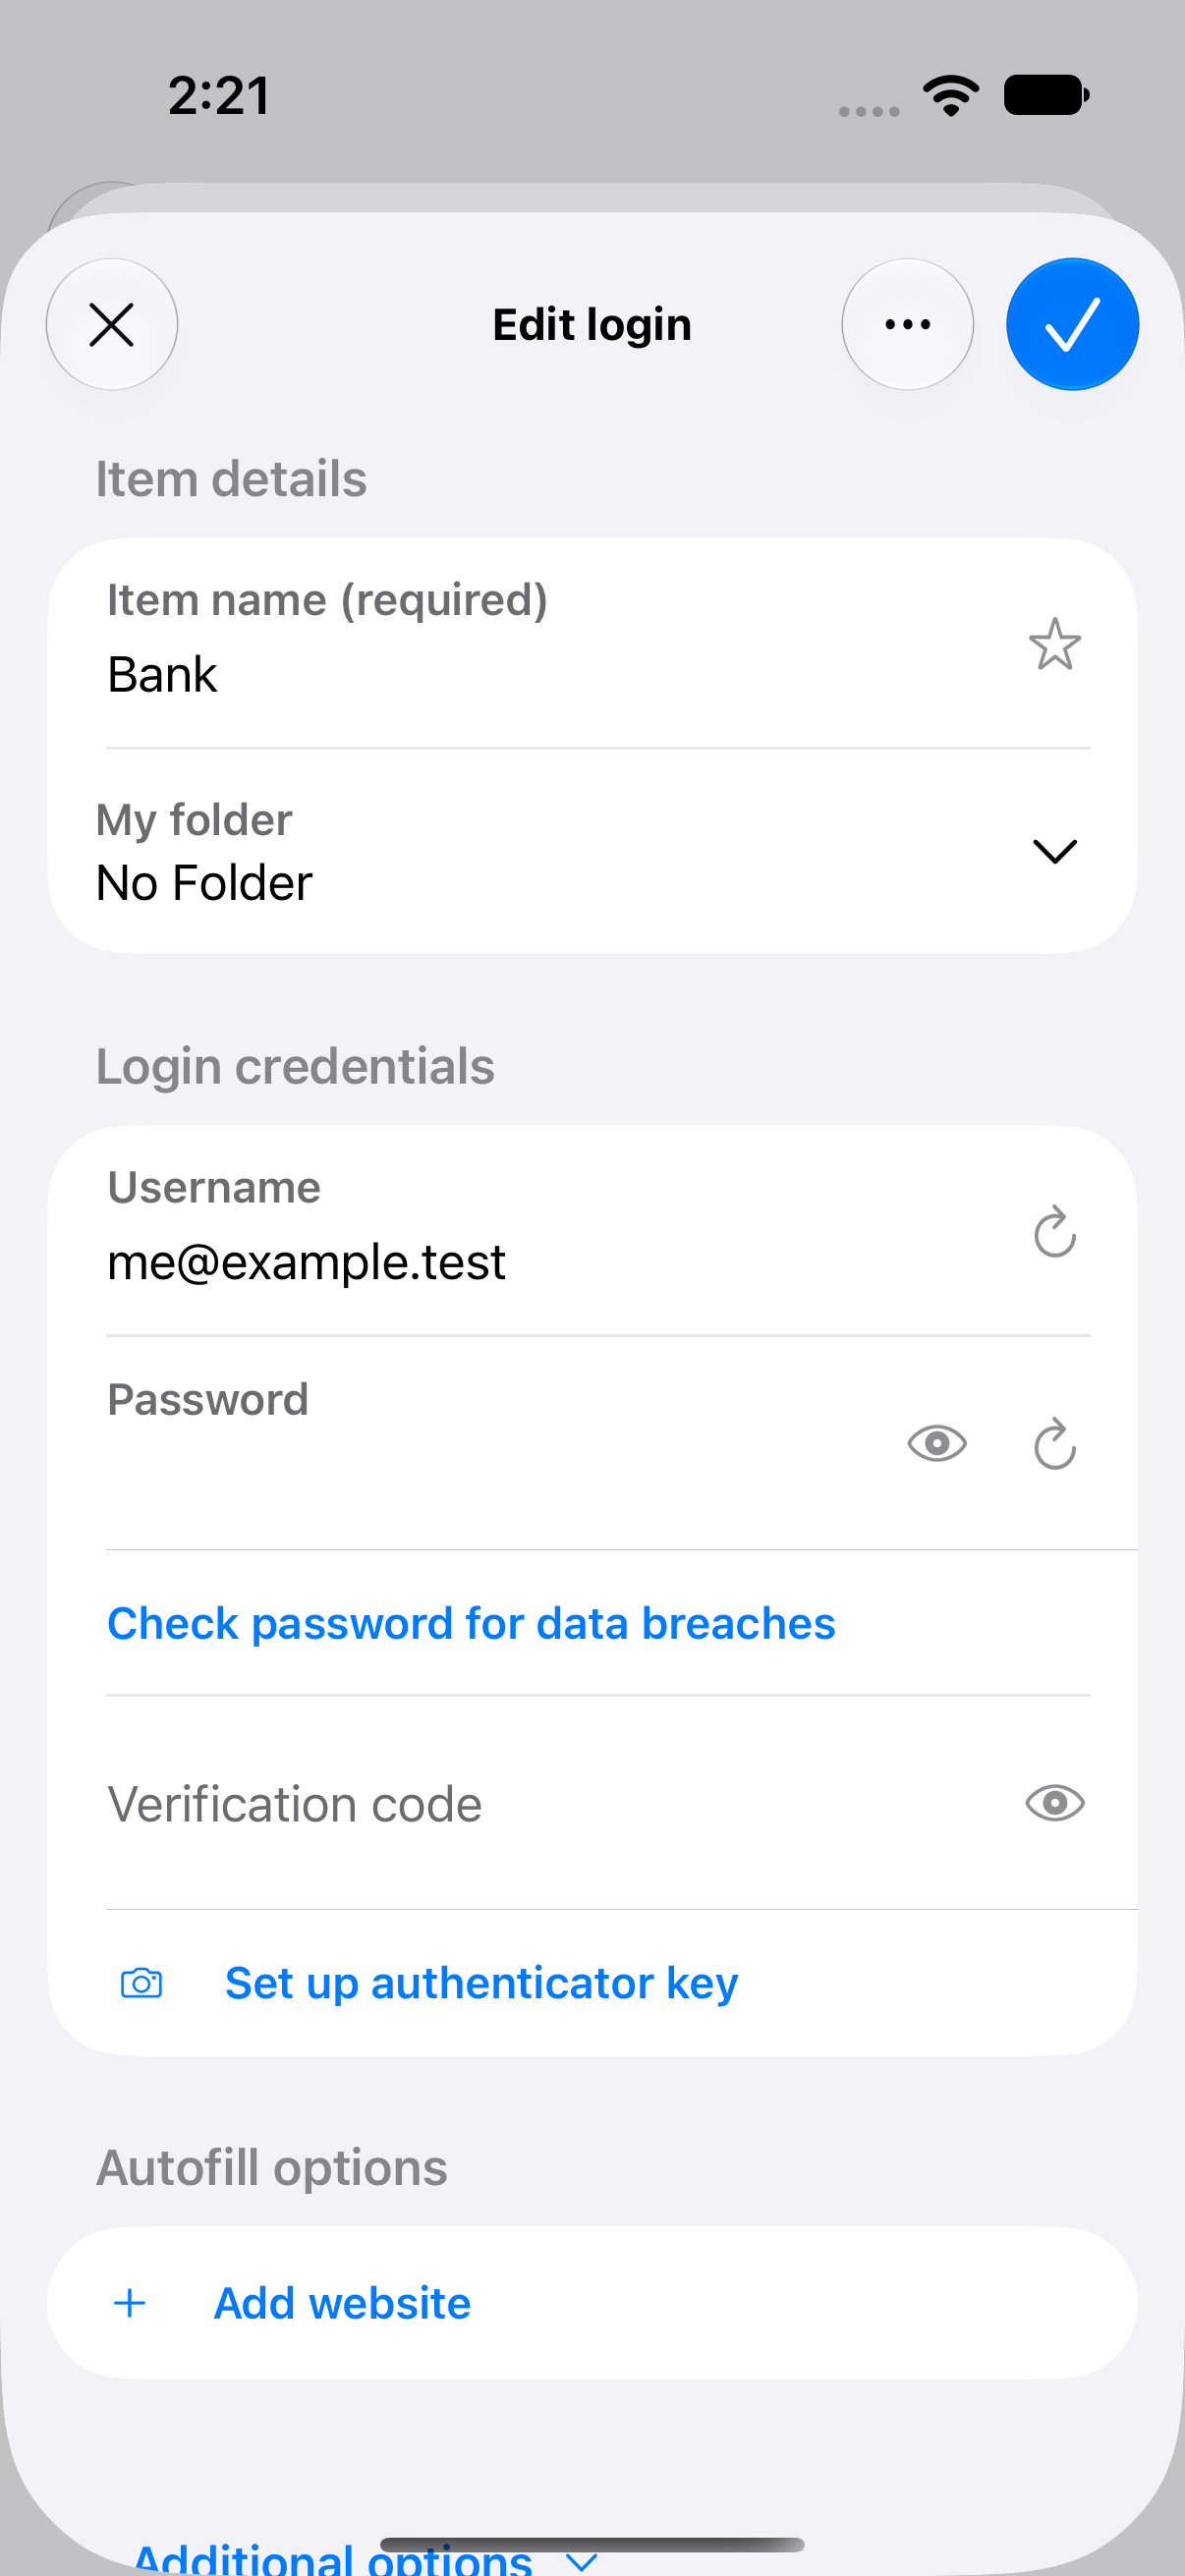 2:21
Edit login
Item details
Item name (required)
Bank
My folder
No Folder
Login credentials
Username
me@example.test
Password
Check password for data breaches
Verification code
Set up authenticator key
Autofill options
Add website
Additional options